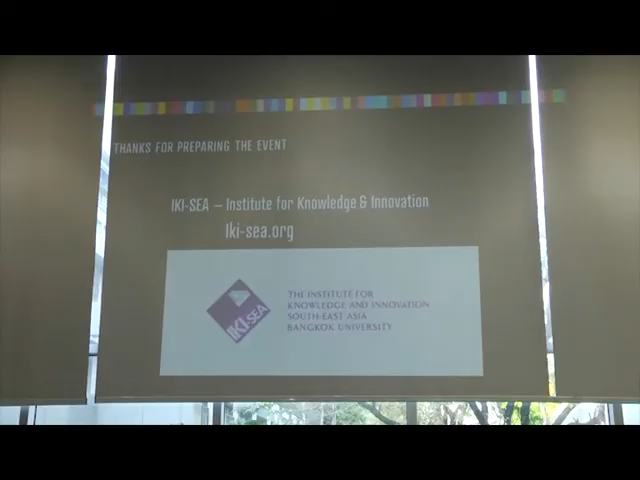 THANKS FOR PREPARING THE EVENT
IKI-SEA – Institute for Knowledge & Innovation
Iki-sea.org
IKI-SEA
THE INSTITUTE FOR
KNOWLEDGE AND INNOVATION
SOUTH-EAST ASIA
BANGKOK UNIVERSITY